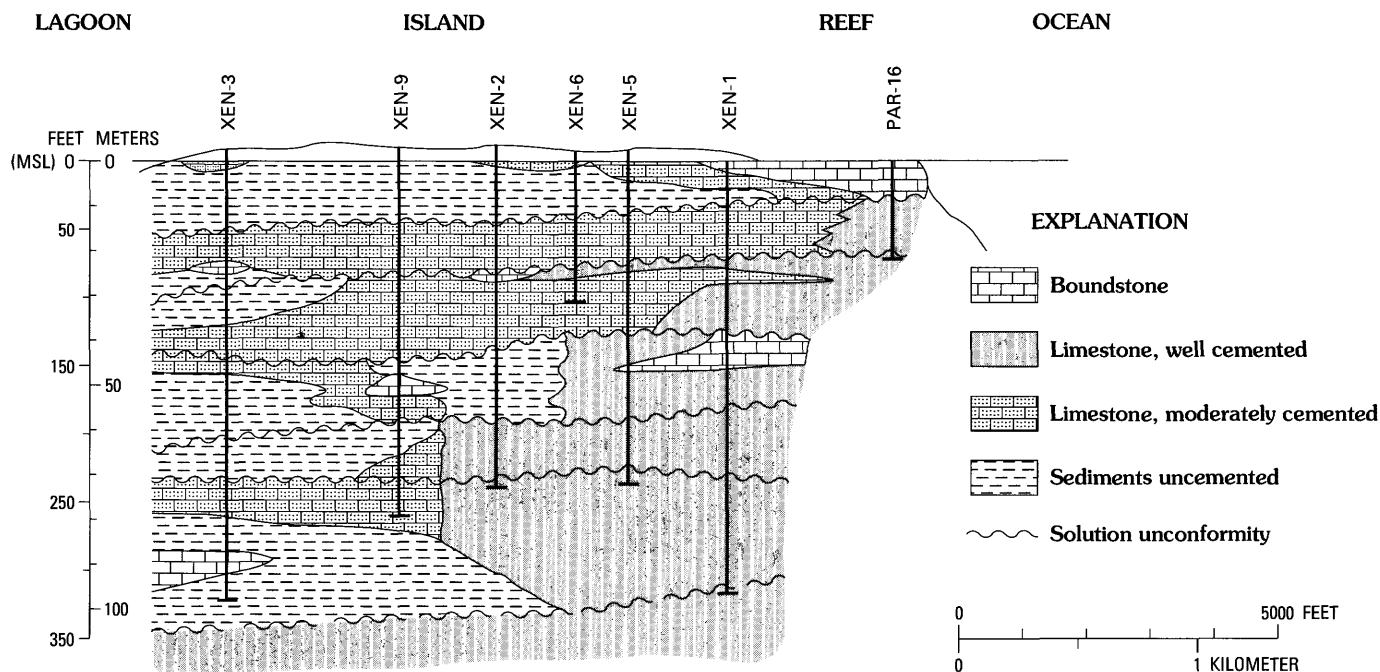 LAGOON ISLAND REEF OCEAN
XEN-3 XEN-9 XEN-2 XEN-6 XEN-5 XEN-1 PAR-16
FEET METERS
(MSL) 0 0
50
150
50
250
100
350
EXPLANATION
Boundstone
Limestone, well cemented
Limestone, moderately cemented
Sediments uncemented
Solution unconformity
0 5000 FEET
0 1 KILOMETER